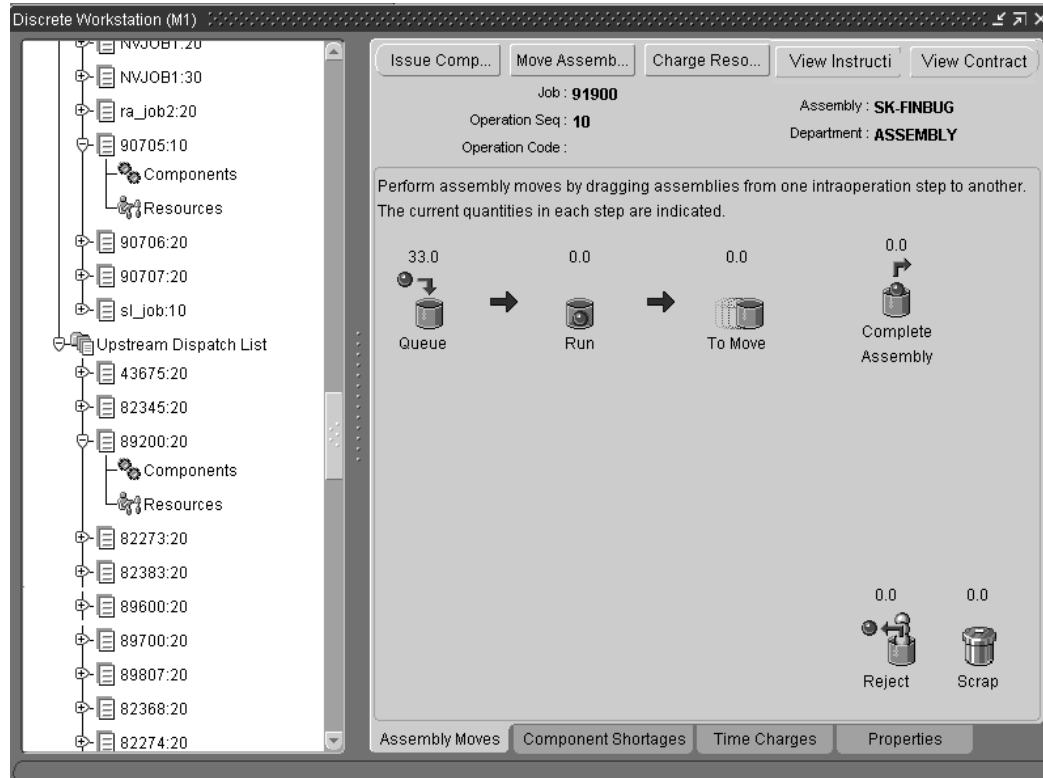 Discrete Workstation (M1)
NVJOB1:20
NVJOB1:30
ra_job2:20
90705:10
Components
Resources
90706:20
90707:20
sl_job:10
Upstream Dispatch List
43675:20
82345:20
89200:20
Components
Resources
82273:20
82383:20
89600:20
89700:20
89807:20
82368:20
82274:20
Issue Comp... Move Assemb... Charge Reso... View Instructi View Contract
Job : 91900
Operation Seq : 10
Operation Code :
Assembly : SK-FINBUG
Department : ASSEMBLY
Perform assembly moves by dragging assemblies from one intraoperation step to another.
The current quantities in each step are indicated.
33.0 0.0 0.0 0.0
Queue Run To Move Complete
Assembly
0.0 0.0
Reject Scrap
Assembly Moves Component Shortages Time Charges Properties